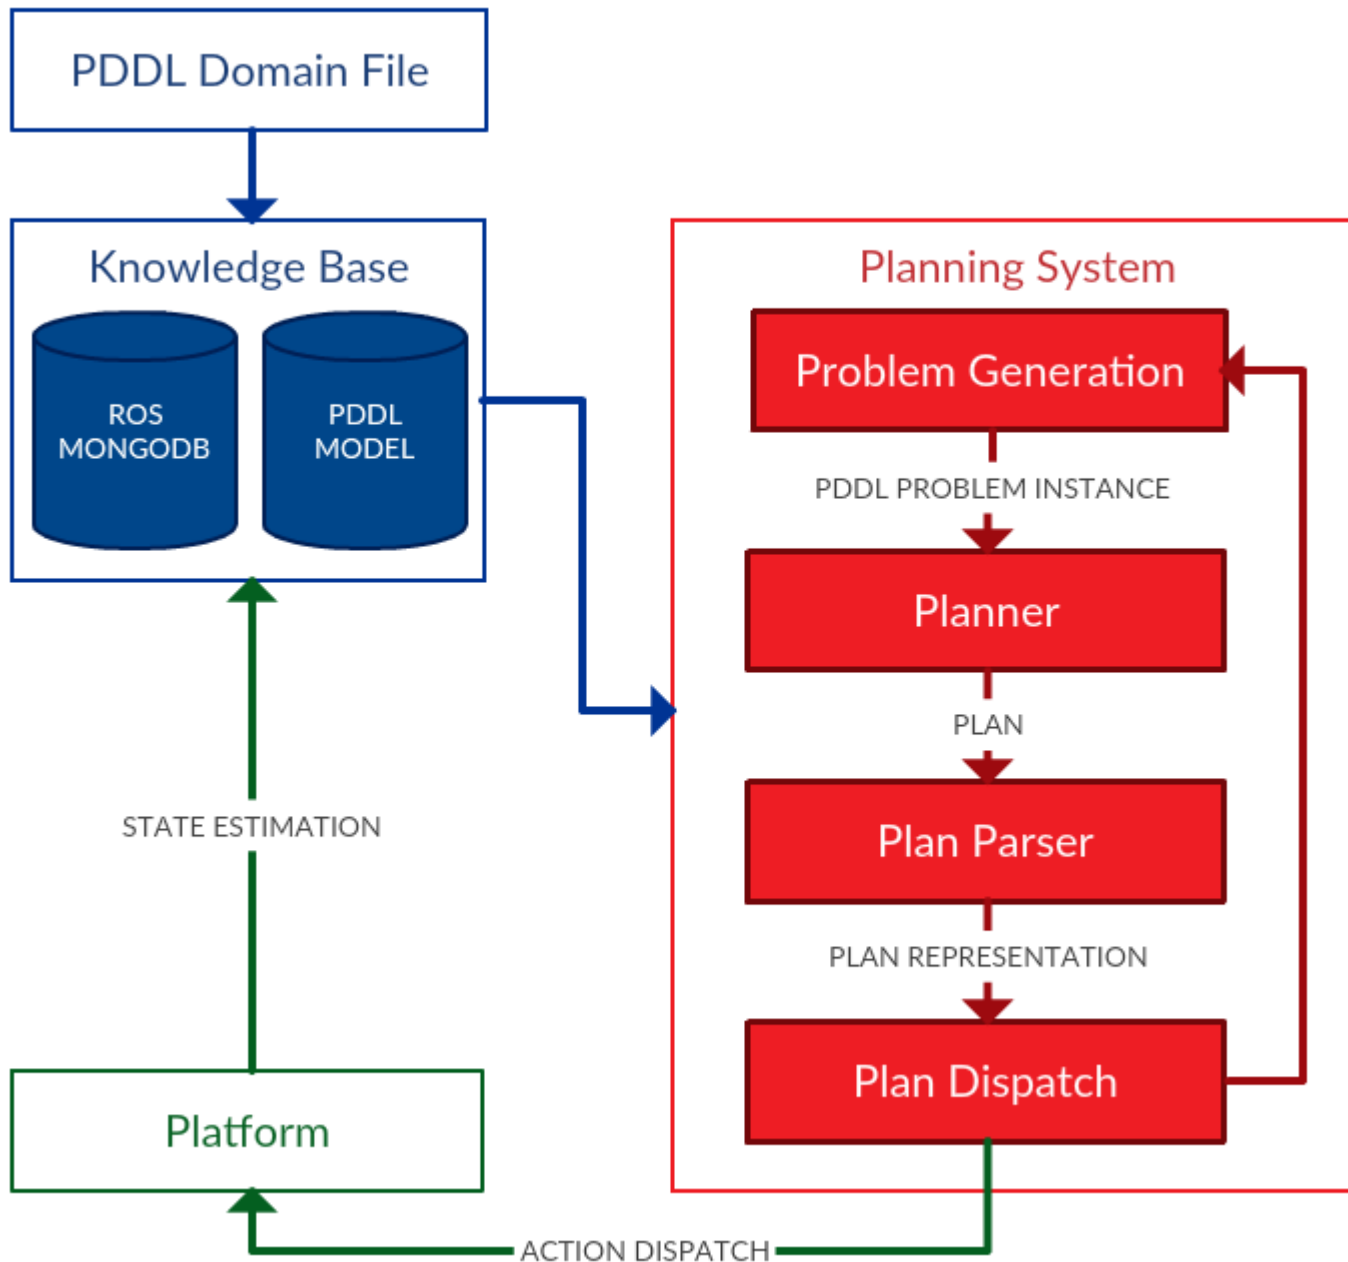 PDDL Domain File
Knowledge Base
ROS
MONGODB
PDDL
MODEL
Planning System
Problem Generation
PDDL PROBLEM INSTANCE
Planner
PLAN
Plan Parser
PLAN REPRESENTATION
Plan Dispatch
STATE ESTIMATION
Platform
ACTION DISPATCH